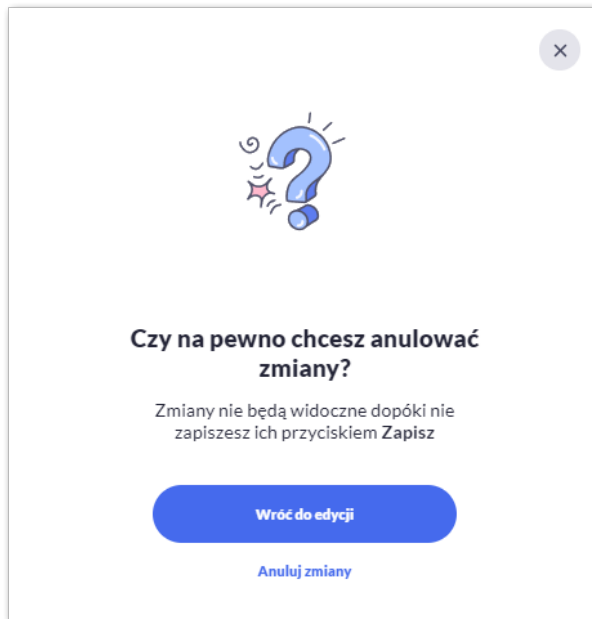 Czy na pewno chcesz anulować
zmiany?
Zmiany nie będą widoczne dopóki nie
zapiszesz ich przyciskiem Zapisz
Wróć do edycji
Anuluj zmiany